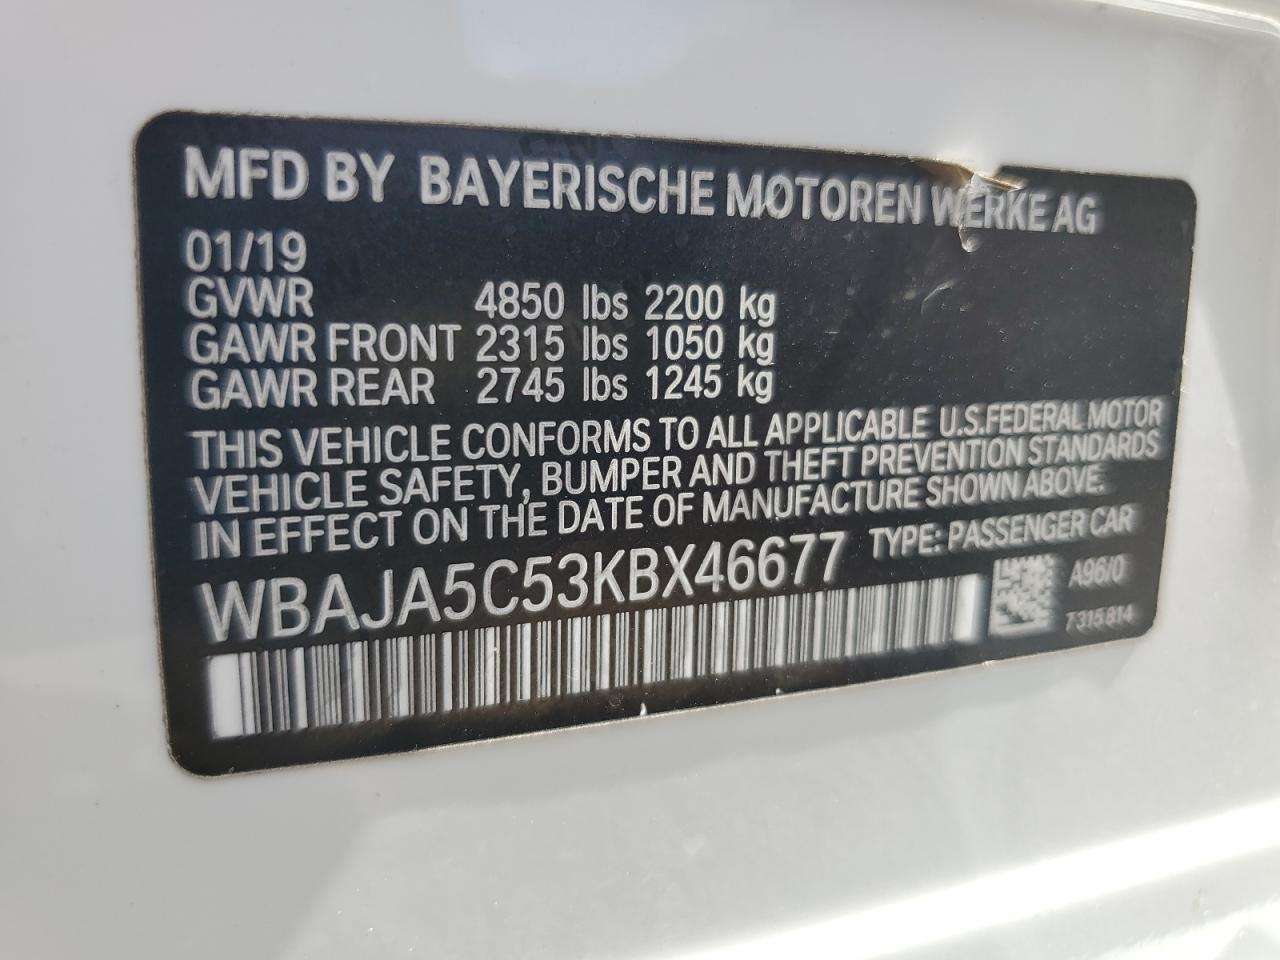 MFD BY BAYERISCHE MOTOREN WERKE AG
01/19
GVWR 4850 lbs 2200 kg
GAWR FRONT 2315 lbs 1050 kg
GAWR REAR 2745 lbs 1245 kg
THIS VEHICLE CONFORMS TO ALL APPLICABLE U.S.FEDERAL MOTOR
VEHICLE SAFETY, BUMPER AND THEFT PREVENTION STANDARDS
IN EFFECT ON THE DATE OF MANUFACTURE SHOWN ABOVE.
WBAJA5C53KBX46677 TYPE: PASSENGER CAR
A96/0
7315814